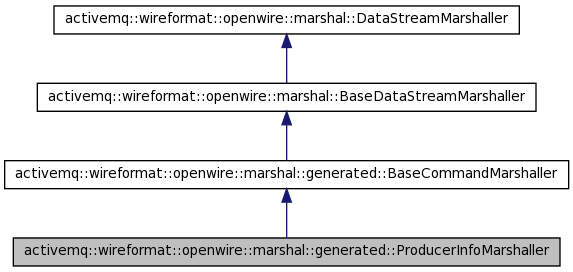 activemq::wireformat::openwire::marshal::DataStreamMarshaller
activemq::wireformat::openwire::marshal::BaseDataStreamMarshaller
activemq::wireformat::openwire::marshal::generated::BaseCommandMarshaller
activemq::wireformat::openwire::marshal::generated::ProducerInfoMarshaller